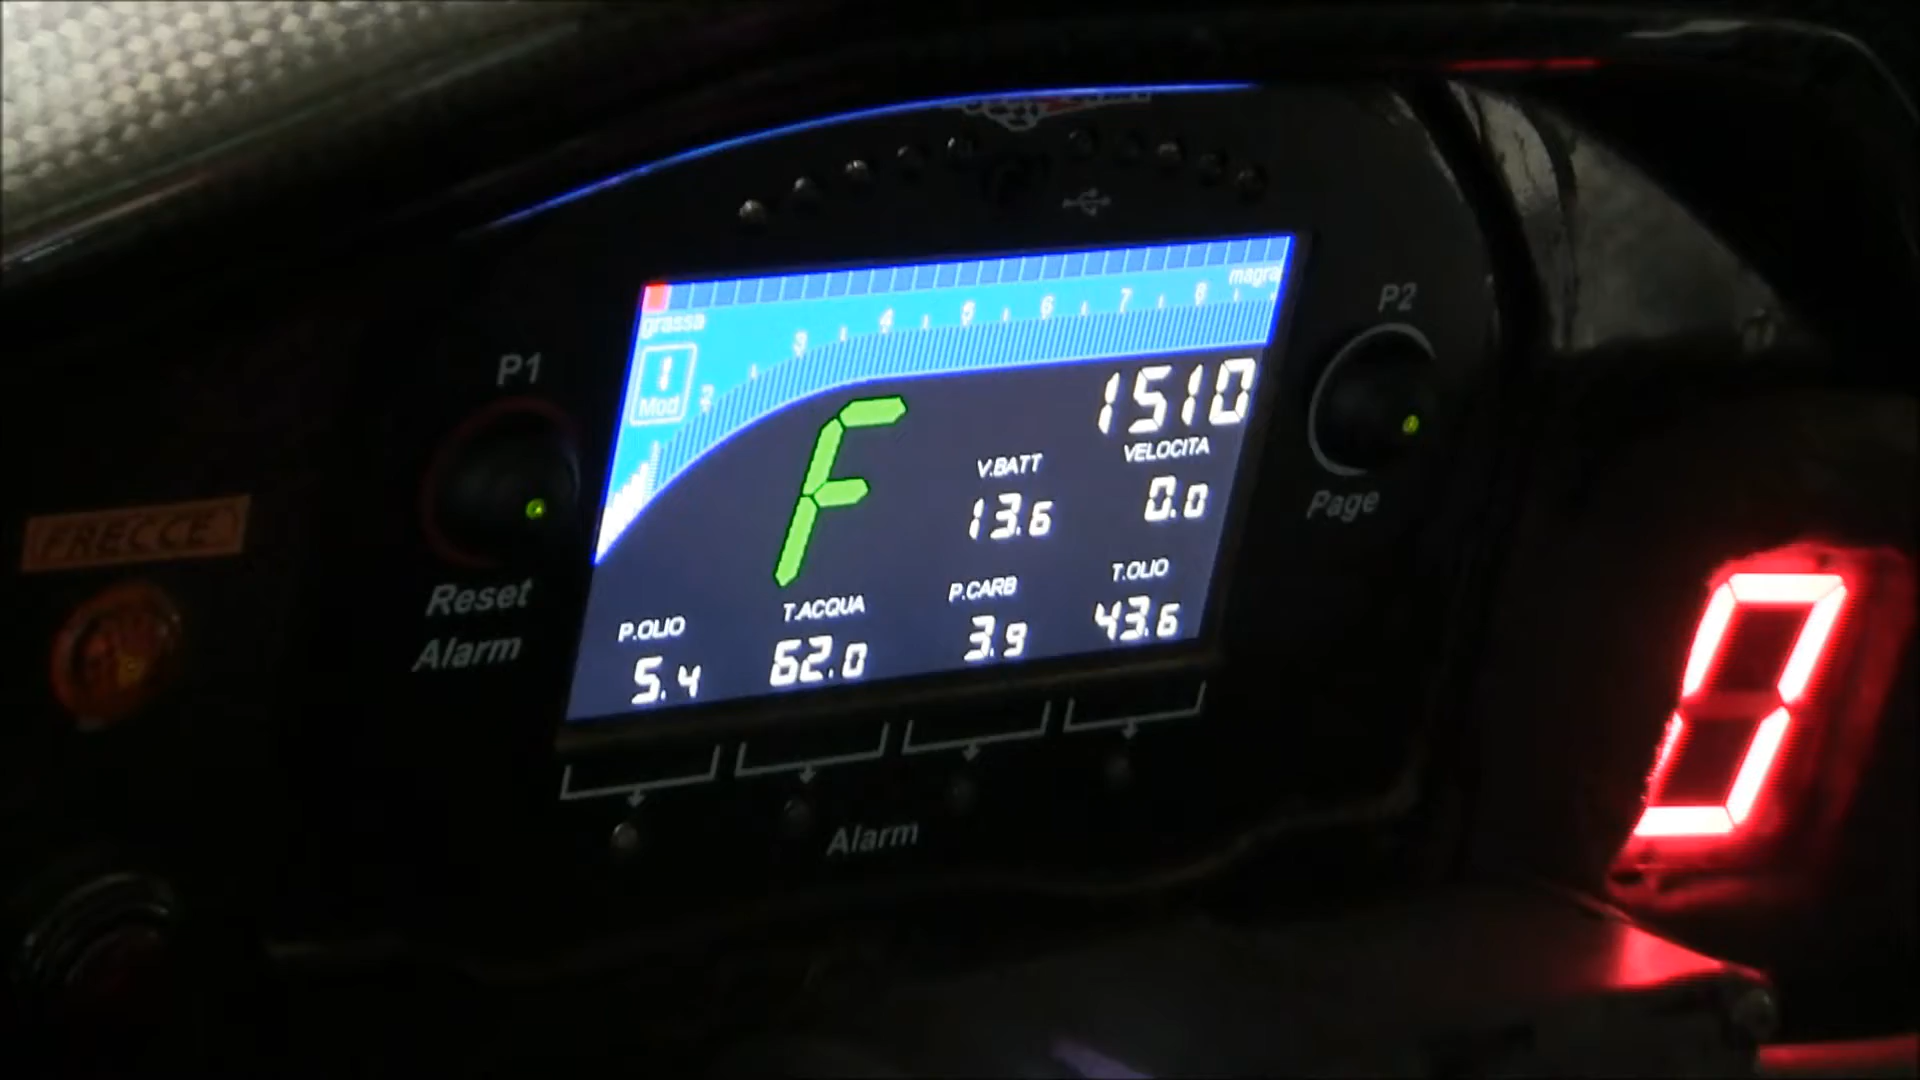 magra
grassa
2 3 4 5 6 7 8
Mod
P1
P2
1510
F
V.BATT
VELOCITA
13.6
0.0
Page
FRECCE
Reset
Alarm
P.OLIO
T.ACQUA
P.CARB
T.OLIO
5.4
62.0
3.9
43.6
0
Alarm